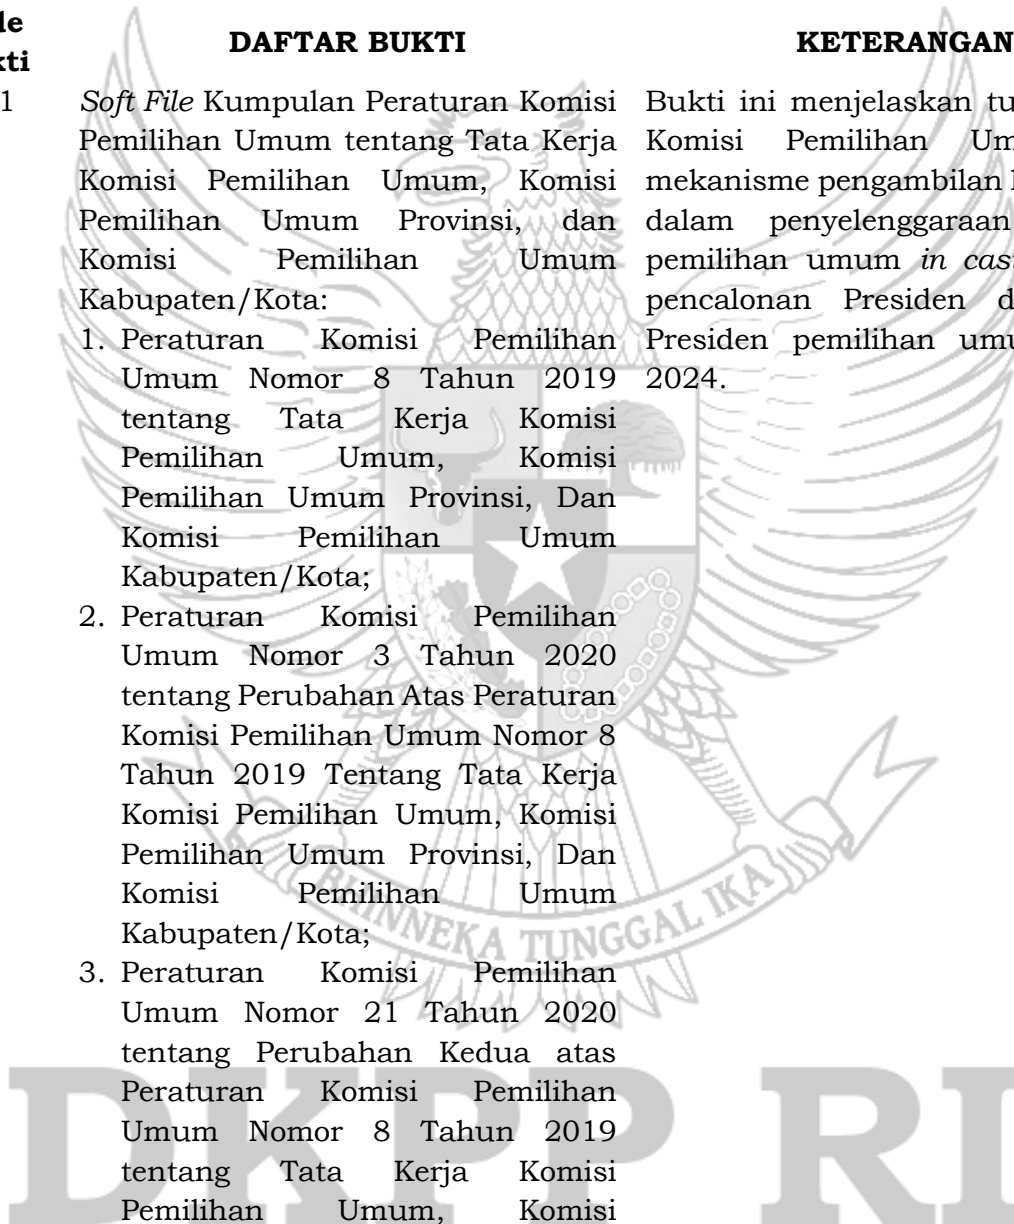 DAFTAR BUKTI
KETERANGAN
1
Soft File Kumpulan Peraturan Komisi
Pemilihan Umum tentang Tata Kerja
Komisi Pemilihan Umum, Komisi
Pemilihan Umum Provinsi, dan
Komisi Pemilihan Umum
Kabupaten/Kota:
1. Peraturan Komisi Pemilihan
Umum Nomor 8 Tahun 2019
tentang Tata Kerja Komisi
Pemilihan Umum, Komisi
Pemilihan Umum Provinsi, Dan
Komisi Pemilihan Umum
Kabupaten/Kota;
2. Peraturan Komisi Pemilihan
Umum Nomor 3 Tahun 2020
tentang Perubahan Atas Peraturan
Komisi Pemilihan Umum Nomor 8
Tahun 2019 Tentang Tata Kerja
Komisi Pemilihan Umum, Komisi
Pemilihan Umum Provinsi, Dan
Komisi Pemilihan Umum
Kabupaten/Kota;
3. Peraturan Komisi Pemilihan
Umum Nomor 21 Tahun 2020
tentang Perubahan Kedua atas
Peraturan Komisi Pemilihan
Umum Nomor 8 Tahun 2019
tentang Tata Kerja Komisi
Pemilihan Umum, Komisi
Bukti ini menjelaskan
Komisi Pemilihan
mekanisme pengambilan
dalam penyelenggaraan
pemilihan umum in
pencalonan Presiden
Presiden pemilihan
2024.
BHINNEKA TUNGGAL IKA
DKPP RI